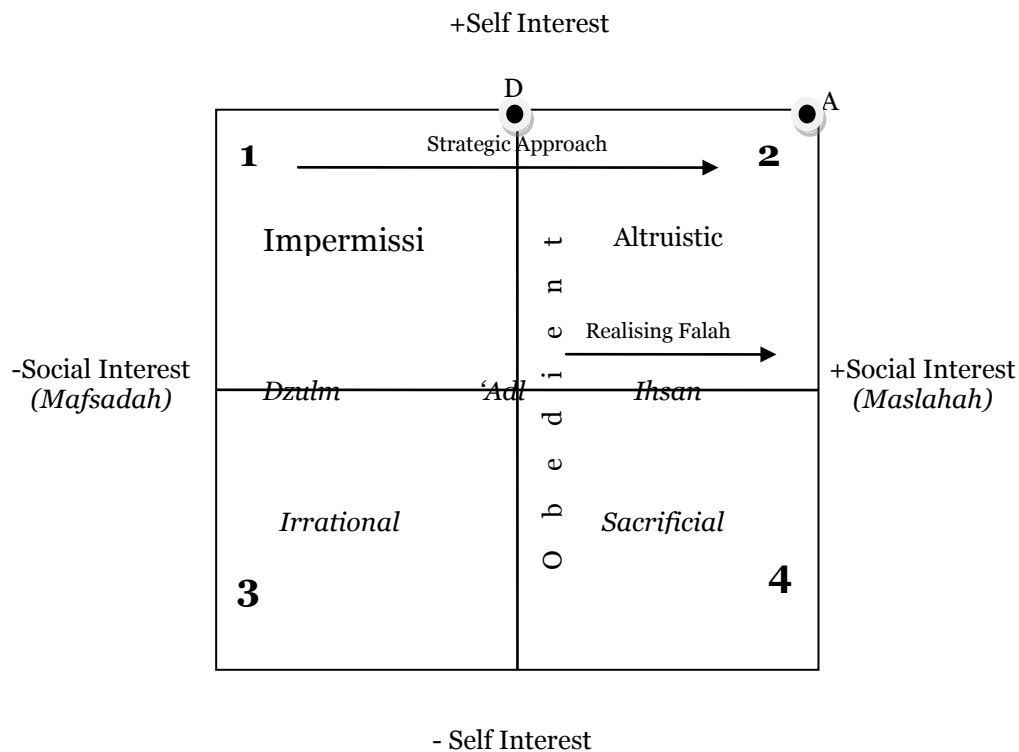 +Self Interest
D
A
Strategic Approach
1
2
Impermissi
Altruistic
Obedient
Realising Falah
-Social Interest
(Mafsadah)
+Social Interest
(Maslahah)
Dzulm
‘Adl
Ihsan
Irrational
Sacrificial
3
4
- Self Interest